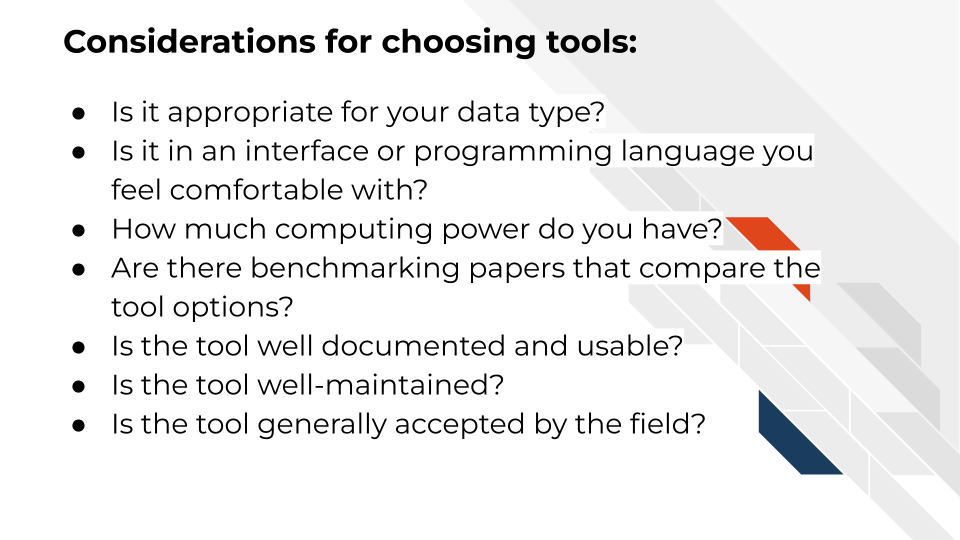 Considerations for choosing tools:
● Is it appropriate for your data type?
● Is it in an interface or programming language you
feel comfortable with?
● How much computing power do you have?
● Are there benchmarking papers that compare the
tool options?
● Is the tool well documented and usable?
● Is the tool well-maintained?
● Is the tool generally accepted by the field?